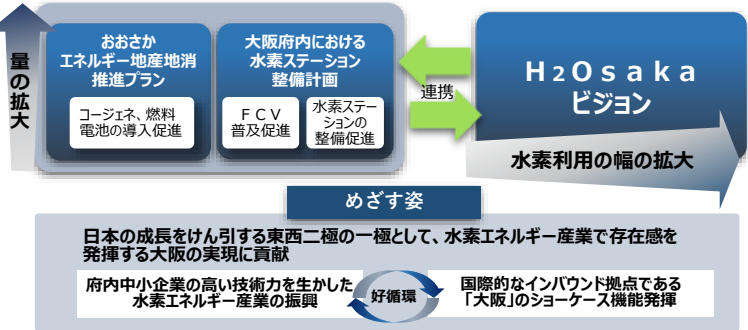 量の拡大
おおさか
エネルギー地産地消
推進プラン
コージェネ、燃料
電池の導入促進
大阪府内における
水素ステーション
整備計画
ＦＣＶ
普及促進
水素ステー
ションの
整備促進
連携
Ｈ２Ｏｓａｋａ
ビジョン
水素利用の幅の拡大
めざす姿
日本の成長をけん引する東西二極の一極として、水素エネルギー産業で存在感を
発揮する大阪の実現に貢献
府内中小企業の高い技術力を生かした
水素エネルギー産業の振興
好循環
国際的なインバウンド拠点である
「大阪」のショーケース機能発揮